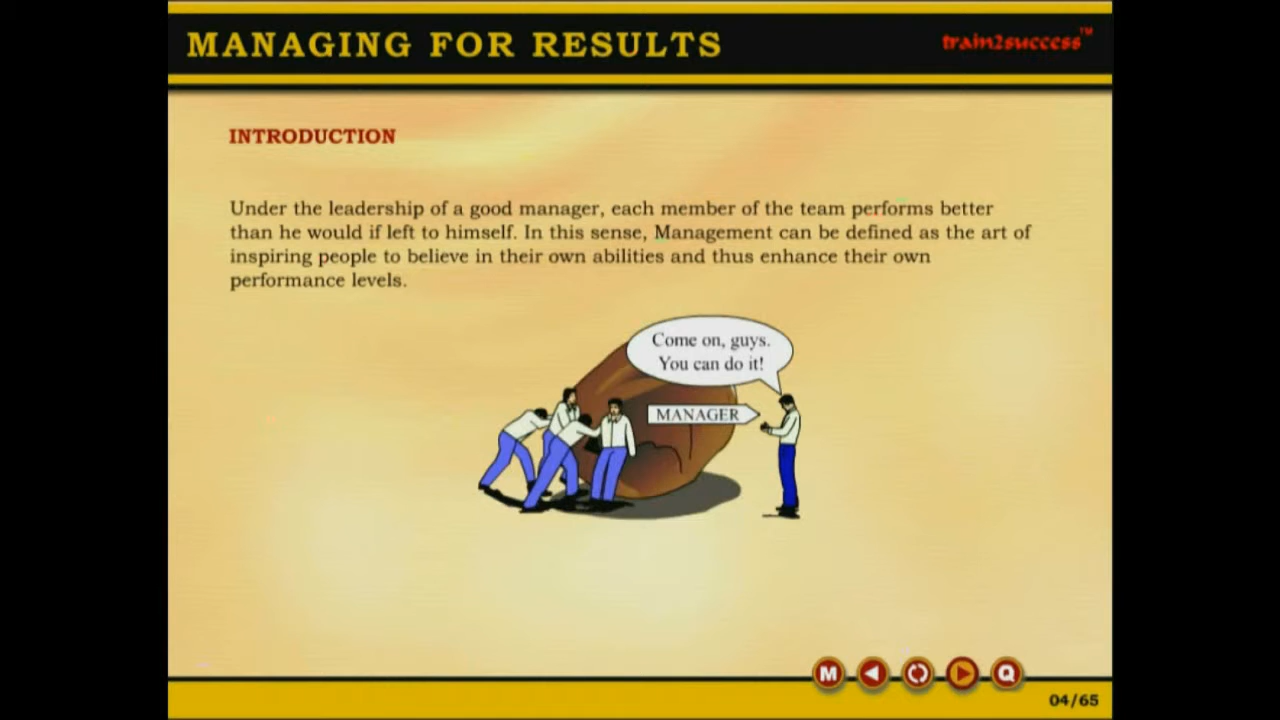 MANAGING FOR RESULTS
train2success™
INTRODUCTION
Under the leadership of a good manager, each member of the team performs better
than he would if left to himself. In this sense, Management can be defined as the art of
inspiring people to believe in their own abilities and thus enhance their own
performance levels.
Come on, guys.
You can do it!
MANAGER
M
Q
04/65